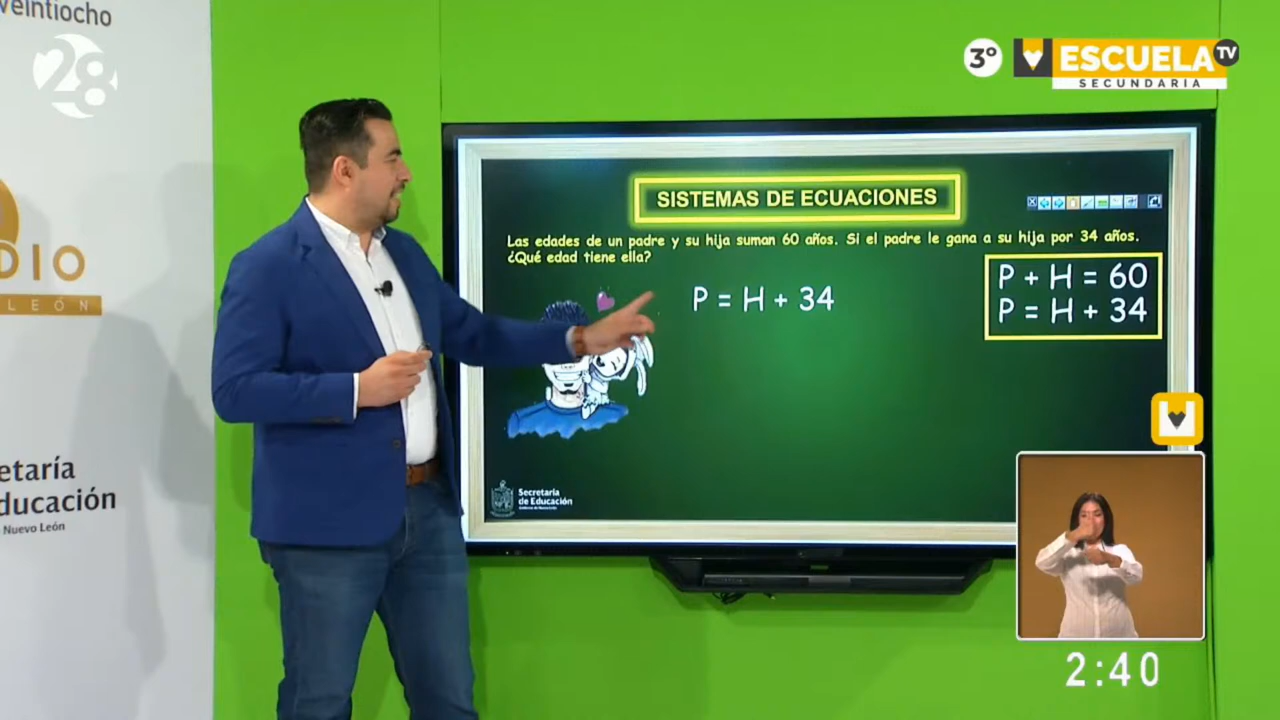 veintiocho
28
3º
ESCUELA TV
SECUNDARIA
DIO
LEÓN
etaría
ducación
Nuevo León
SISTEMAS DE ECUACIONES
Las edades de un padre y su hija suman 60 años. Si el padre le gana a su hija por 34 años.
¿Qué edad tiene ella?
P = H + 34
P + H = 60
P = H + 34
Secretaría
de Educación
2:40